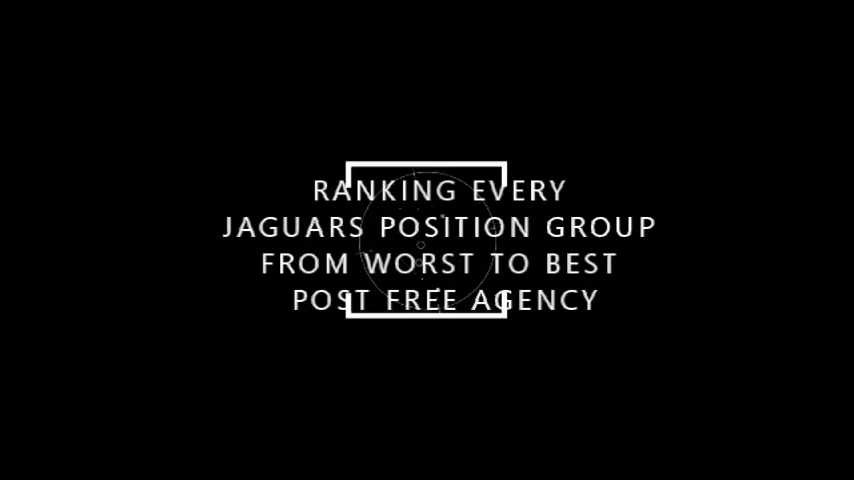 RANKING EVERY
JAGUARS POSITION GROUP
FROM WORST TO BEST
POST FREE AGENCY